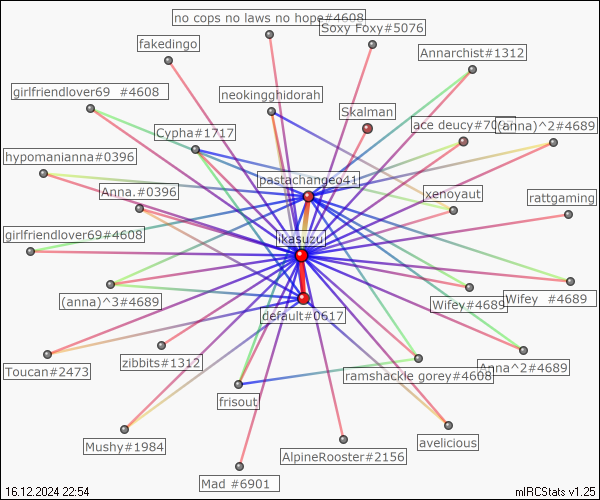 no cops no laws no hope#4608
Soxy Foxy#5076
fakedingo
Annarchist#1312
girlfriendlover69 #4608
neokingghidorah
Skalman
Cypha#1717
ace deucy#70
(anna)^2#4689
hypomanianna#0396
pastachangeo41
Anna.#0396
xenoyaut
rattgaming
girlfriendlover69#4608
ikasuzu
(anna)^3#4689
default#0617
Wifey#4689
Wifey #4689
Toucan#2473
zibbits#1312
ramshackle gorey#4608
Anna^2#4689
frisout
Mushy#1984
AlpineRooster#2156
avelicious
Mad #6901
16.12.2024 22:54
mIRCStats v1.25